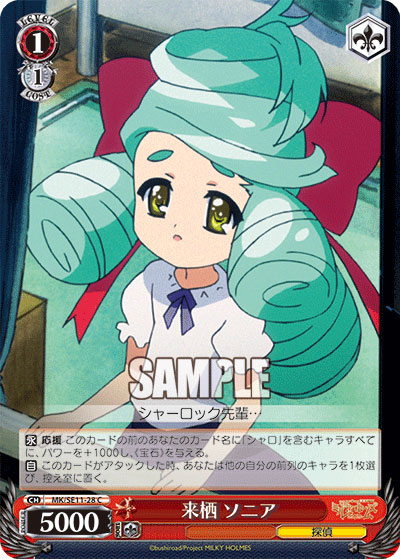 LEVEL
1
1
COST
SAMPLE
シャーロック先輩…
永 応援 このカードの前のあなたのカード名に「シャロ」を含むキャラすべてに、パワーを+1000し、《宝石》を与える。
自 このカードがアタックした時、あなたは他の自分の前列のキャラを1枚選び、控え室に置く。
CH MK/SE11-28 C
5000
来栖 ソニア
探偵
©bushiroad/Project MILKY HOLMES